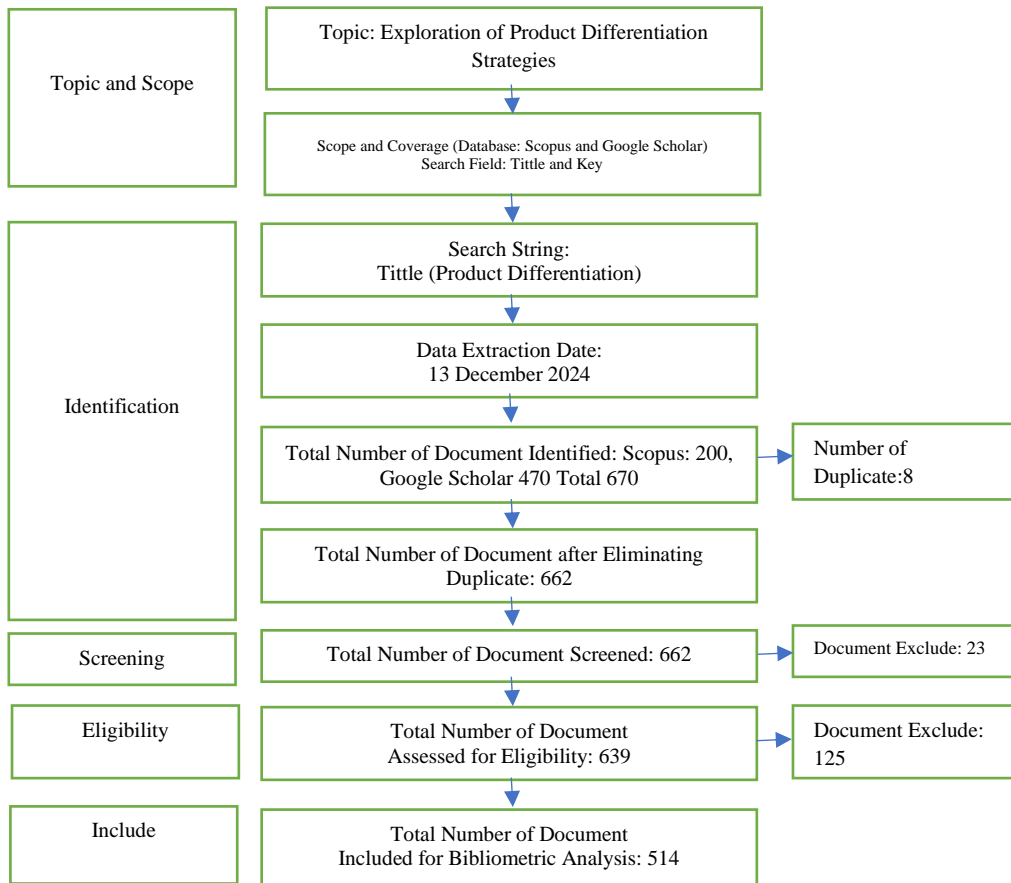 Topic and Scope
Topic: Exploration of Product Differentiation
Strategies
Scope and Coverage (Database: Scopus and Google Scholar)
Search Field: Tittle and Key
Identification
Search String:
Tittle (Product Differentiation)
Data Extraction Date:
13 December 2024
Total Number of Document Identified: Scopus: 200,
Google Scholar 470 Total 670
Number of
Duplicate:8
Total Number of Document after Eliminating
Duplicate: 662
Screening
Total Number of Document Screened: 662
Document Exclude: 23
Eligibility
Total Number of Document
Assessed for Eligibility: 639
Document Exclude:
125
Include
Total Number of Document
Included for Bibliometric Analysis: 514